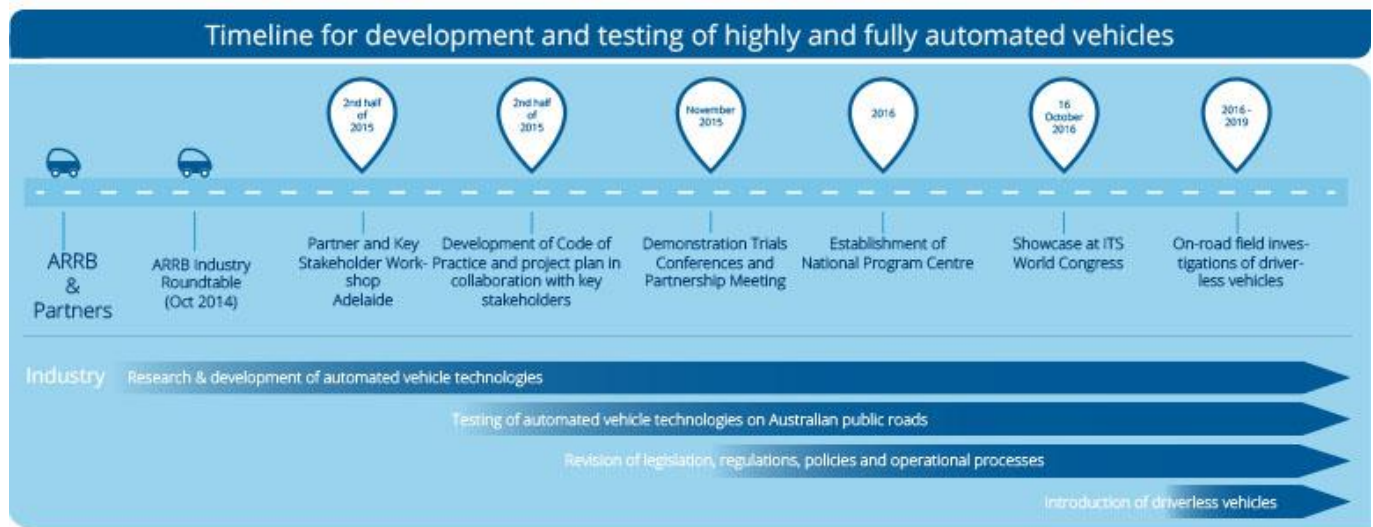 Timeline for development and testing of highly and fully automated vehicles
2nd half
of
2015
2nd half
of
2015
November
2015
2016
16
October
2016
2016 -
2019
ARRB
&
Partners
ARRB Industry
Roundtable
(Oct 2014)
Partner and Key
Stakeholder Work-
shop
Adelaide
Development of Code of
Practice and project plan in
collaboration with key
stakeholders
Demonstration Trials
Conferences and
Partnership Meeting
Establishment of
National Program Centre
Showcase at ITS
World Congress
On-road field inves-
tigations of driver-
less vehicles
Industry
Research & development of automated vehicle technologies
Testing of automated vehicle technologies on Australian public roads
Revision of legislation, regulations, policies and operational processes
Introduction of driverless vehicles